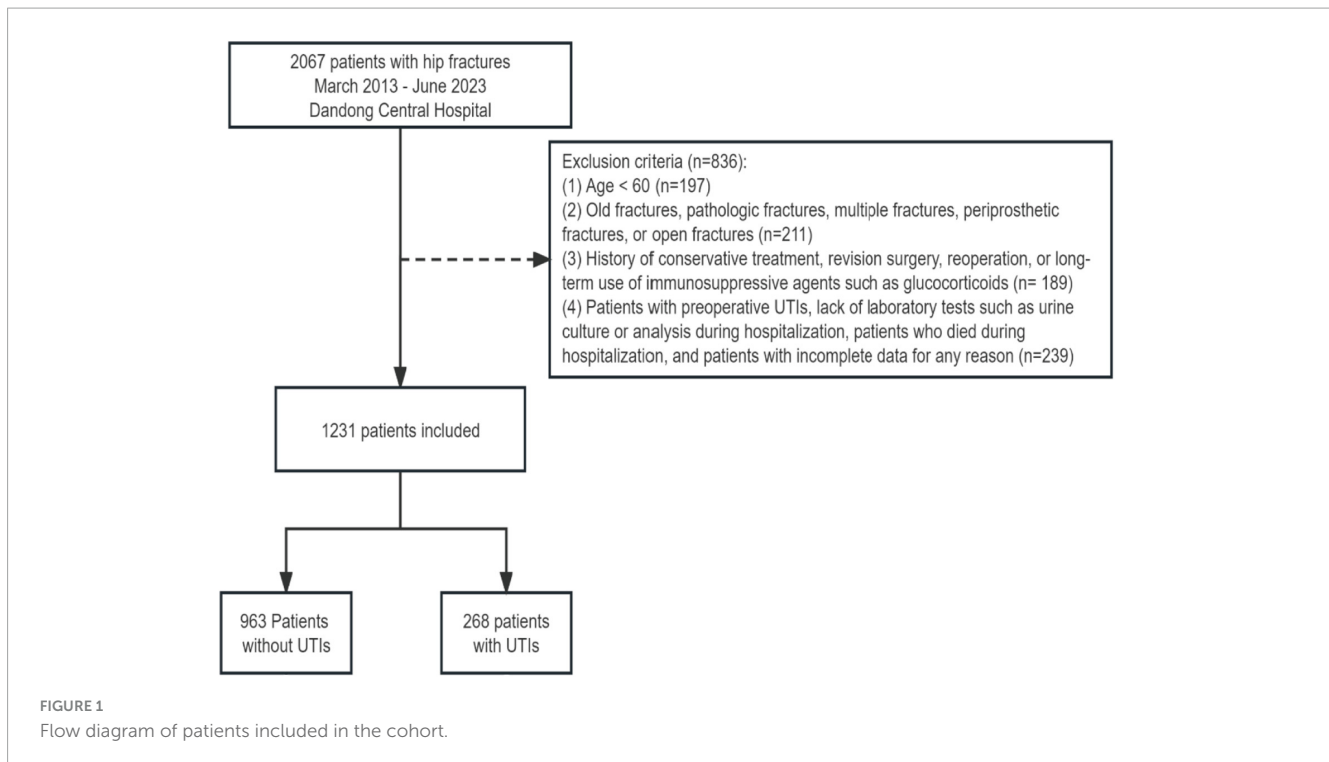 2067 patients with hip fractures
March 2013 - June 2023
Dandong Central Hospital
Exclusion criteria (n=836):
(1) Age < 60 (n=197)
(2) Old fractures, pathologic fractures, multiple fractures, periprosthetic
fractures, or open fractures (n=211)
(3) History of conservative treatment, revision surgery, reoperation, or long-
term use of immunosuppressive agents such as glucocorticoids (n= 189)
(4) Patients with preoperative UTIs, lack of laboratory tests such as urine
culture or analysis during hospitalization, patients who died during
hospitalization, and patients with incomplete data for any reason (n=239)
1231 patients included
963 Patients
without UTIs
268 patients
with UTIs
FIGURE 1
Flow diagram of patients included in the cohort.